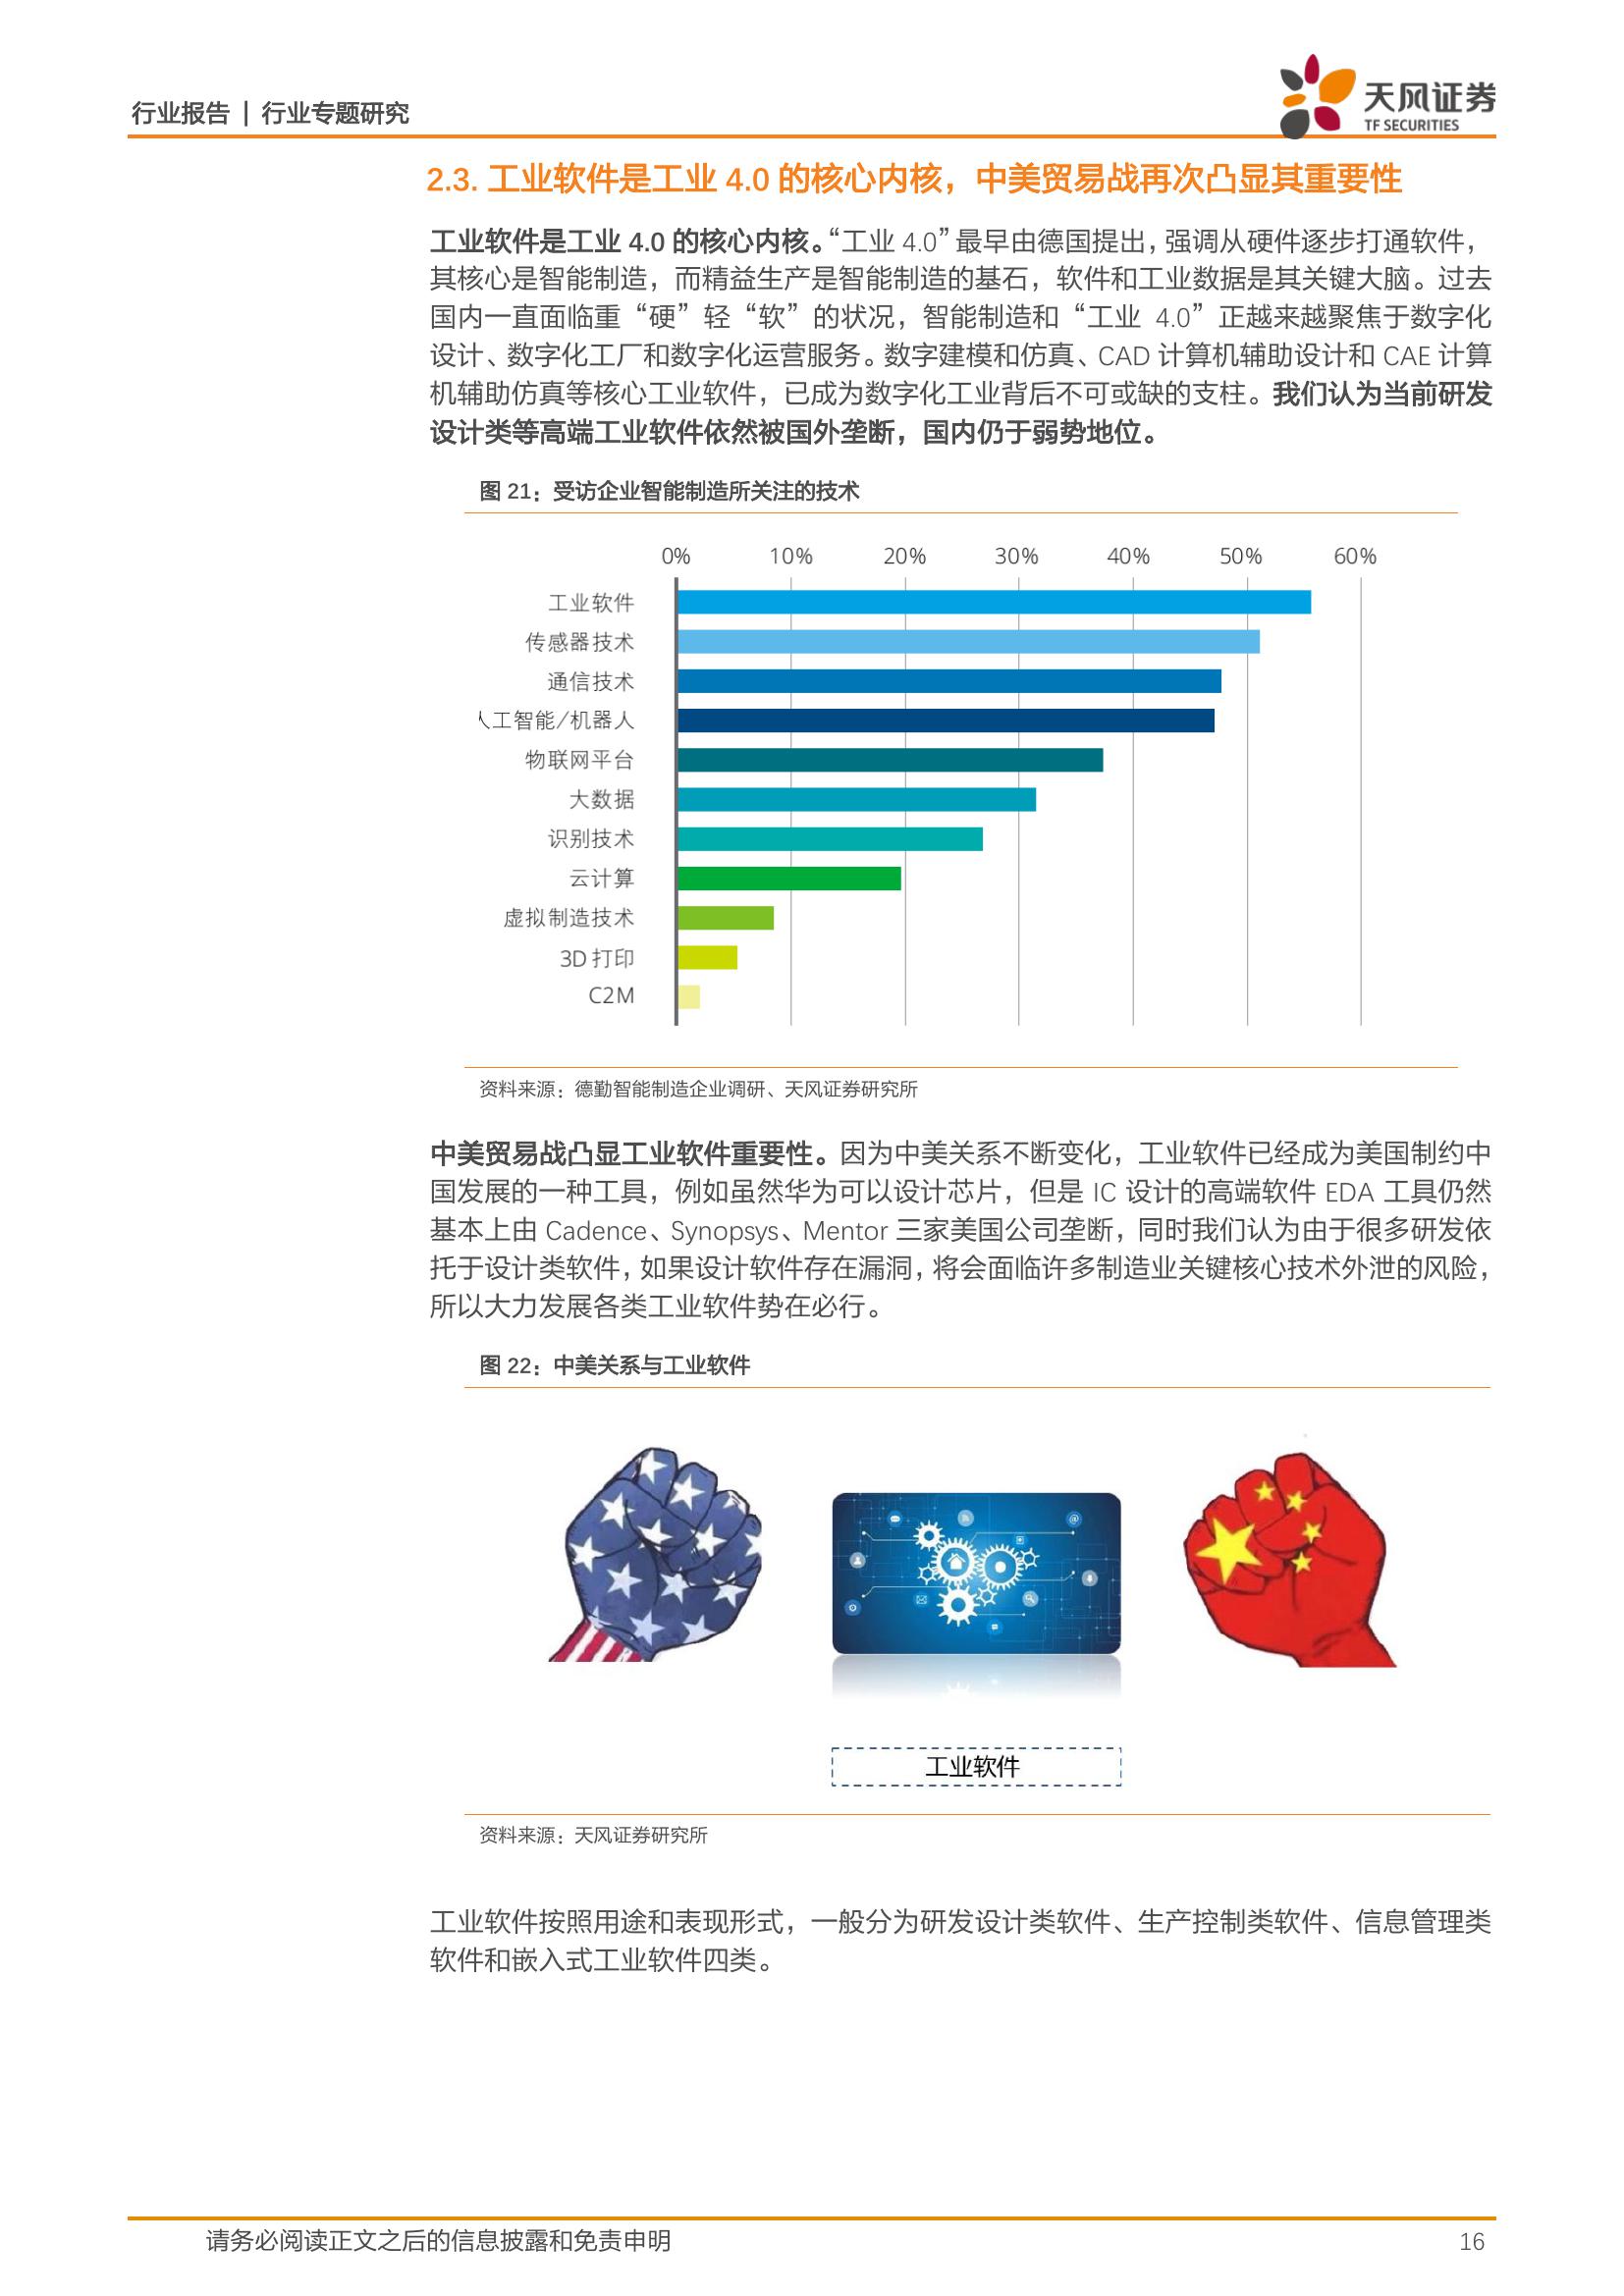 行业报告 | 行业专题研究
天风证券
TF SECURITIES
2.3. 工业软件是工业 4.0 的核心内核，中美贸易战再次凸显其重要性
工业软件是工业 4.0 的核心内核。“工业 4.0”最早由德国提出，强调从硬件逐步打通软件，
其核心是智能制造，而精益生产是智能制造的基石，软件和工业数据是其关键大脑。过去
国内一直面临重“硬”轻“软”的状况，智能制造和“工业 4.0”正越来越聚焦于数字化
设计、数字化工厂和数字化运营服务。数字建模和仿真、CAD 计算机辅助设计和 CAE 计算
机辅助仿真等核心工业软件，已成为数字化工业背后不可或缺的支柱。我们认为当前研发
设计类等高端工业软件依然被国外垄断，国内仍于弱势地位。
图 21：受访企业智能制造所关注的技术
0% 10% 20% 30% 40% 50% 60%
工业软件
传感器技术
通信技术
人工智能/机器人
物联网平台
大数据
识别技术
云计算
虚拟制造技术
3D 打印
C2M
资料来源：德勤智能制造企业调研、天风证券研究所
中美贸易战凸显工业软件重要性。因为中美关系不断变化，工业软件已经成为美国制约中
国发展的一种工具，例如虽然华为可以设计芯片，但是 IC 设计的高端软件 EDA 工具仍然
基本上由 Cadence、Synopsys、Mentor 三家美国公司垄断，同时我们认为由于很多研发依
托于设计类软件，如果设计软件存在漏洞，将会面临许多制造业关键核心技术外泄的风险，
所以大力发展各类工业软件势在必行。
图 22：中美关系与工业软件
工业软件
资料来源：天风证券研究所
工业软件按照用途和表现形式，一般分为研发设计类软件、生产控制类软件、信息管理类
软件和嵌入式工业软件四类。
请务必阅读正文之后的信息披露和免责申明
16